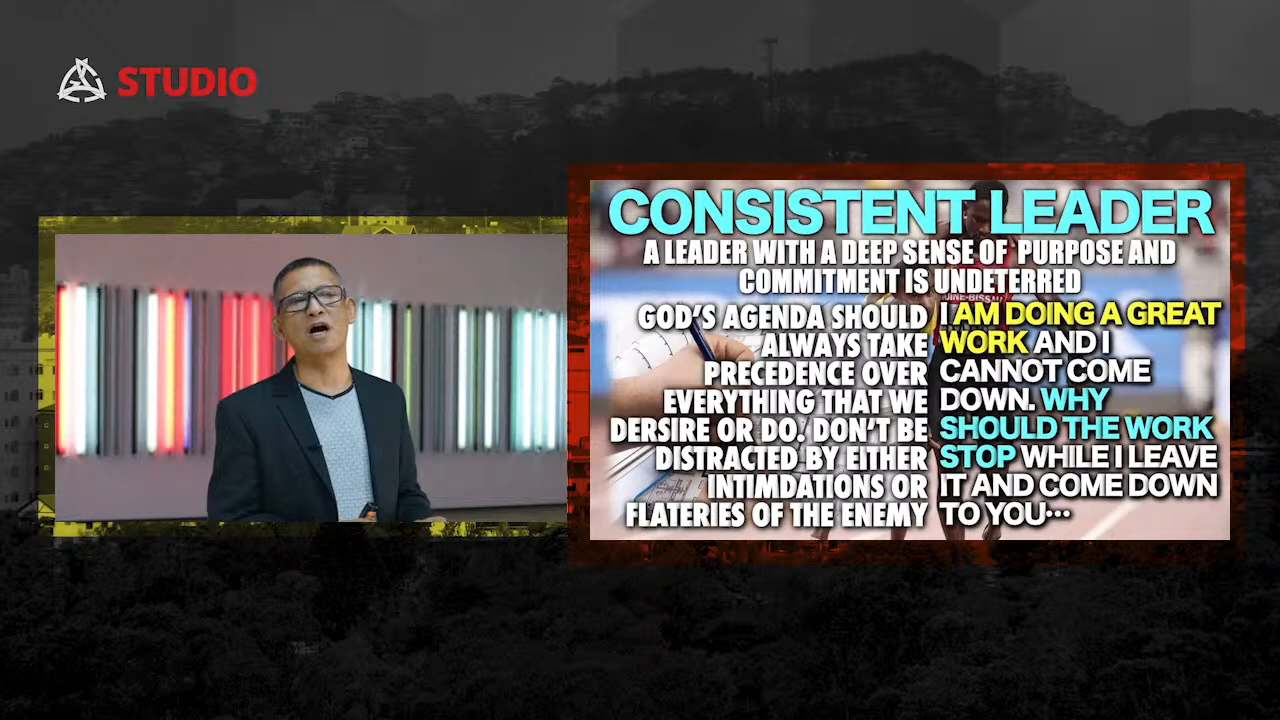 STUDIO
CONSISTENT LEADER
A LEADER WITH A DEEP SENSE OF PURPOSE AND
COMMITMENT IS UNDETERRED
GOD'S AGENDA SHOULD
ALWAYS TAKE
PRECEDENCE OVER
EVERYTHING THAT WE
DERSIRE OR DO. DON'T BE
DISTRACTED BY EITHER
INTIMDATIONS OR
FLATERIES OF THE ENEMY
I AM DOING A GREAT
WORK AND I
CANNOT COME
DOWN. WHY
SHOULD THE WORK
STOP WHILE I LEAVE
IT AND COME DOWN
TO YOU...